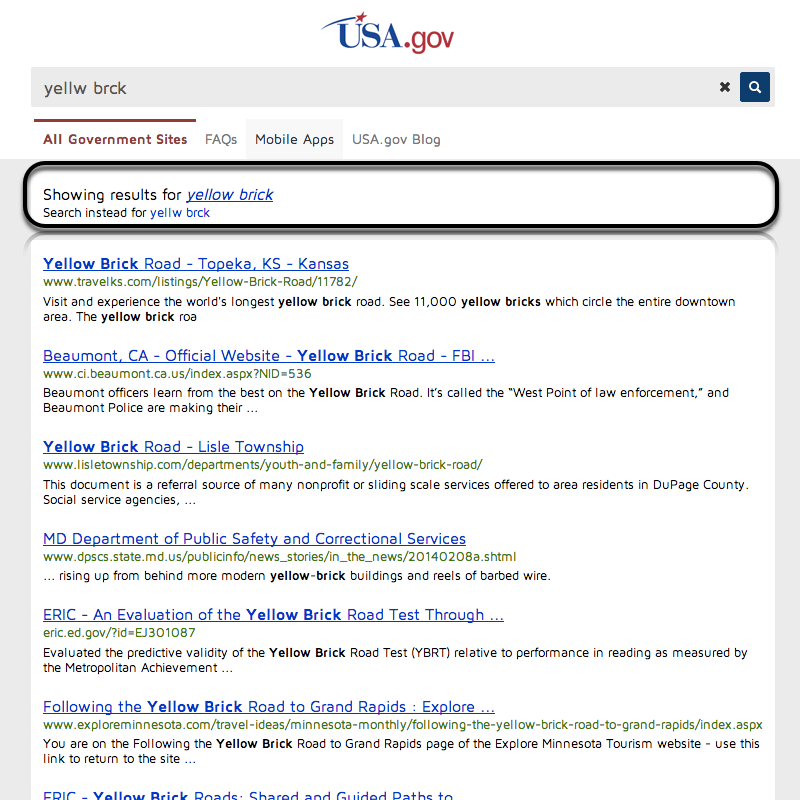 USA.gov
yellw brck
All Government Sites FAQs Mobile Apps USA.gov Blog
Showing results for yellow brick
Search instead for yellw brck
Yellow Brick Road - Topeka, KS - Kansas
www.travelks.com/listings/Yellow-Brick-Road/11782/
Visit and experience the world's longest yellow brick road. See 11,000 yellow bricks which circle the entire downtown
area. The yellow brick roa
Beaumont, CA - Official Website - Yellow Brick Road - FBI ...
www.ci.beaumont.ca.us/index.aspx?NID=536
Beaumont officers learn from the best on the Yellow Brick Road. It’s called the “West Point of law enforcement,” and
Beaumont Police are making their ...
Yellow Brick Road - Lisle Township
www.lisletownship.com/departments/youth-and-family/yellow-brick-road/
This document is a referral source of many nonprofit or sliding scale services offered to area residents in DuPage County.
Social service agencies, ...
MD Department of Public Safety and Correctional Services
www.dpscs.state.md.us/publicinfo/news_stories/in_the_news/20140208a.shtml
... rising up from behind more modern yellow-brick buildings and reels of barbed wire.
ERIC - An Evaluation of the Yellow Brick Road Test Through ...
eric.ed.gov/?id=EJ301087
Evaluated the predictive validity of the Yellow Brick Road Test (YBRT) relative to performance in reading as measured by
the Metropolitan Achievement ...
Following the Yellow Brick Road to Grand Rapids : Explore ...
www.exploreminnesota.com/travel-ideas/minnesota-monthly/following-the-yellow-brick-road-to-grand-rapids/index.aspx
You are on the Following the Yellow Brick Road to Grand Rapids page of the Explore Minnesota Tourism website - use this
link to return to the site ...
ERIC - Yellow Brick Roads: Shared and Guided Paths to